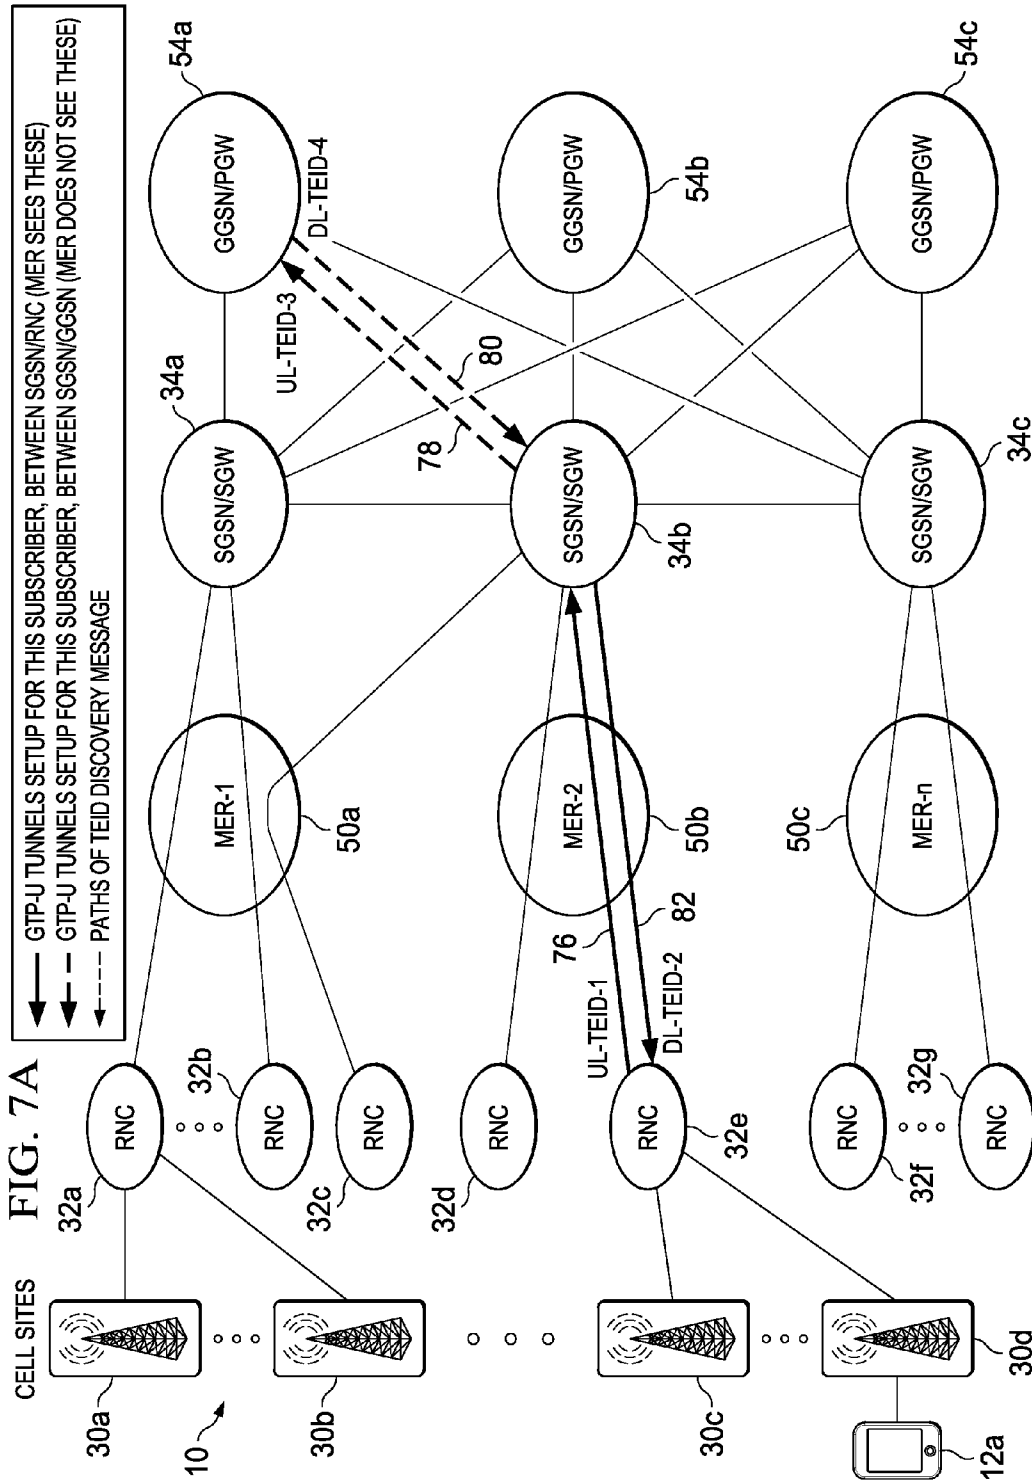 FIG. 7A
GTP-U TUNNELS SETUP FOR THIS SUBSCRIBER, BETWEEN SGSN/RNC (MER SEES THESE)
GTP-U TUNNELS SETUP FOR THIS SUBSCRIBER, BETWEEN SGSN/GGSN (MER DOES NOT SEE THESE)
PATHS OF TEID DISCOVERY MESSAGE
CELL SITES
30a
10
30b
30c
30d
12a
32a
RNC
32b
RNC
32c
RNC
32d
RNC
RNC
32e
RNC
32f
32g
RNC
UL-TEID-1
DL-TEID-2
76
82
MER-1
50a
MER-2
50b
MER-n
50c
34a
SGSN/SGW
SGSN/SGW
34b
SGSN/SGW
34c
78
80
UL-TEID-3
DL-TEID-4
54a
GGSN/PGW
GGSN/PGW
54b
GGSN/PGW
54c